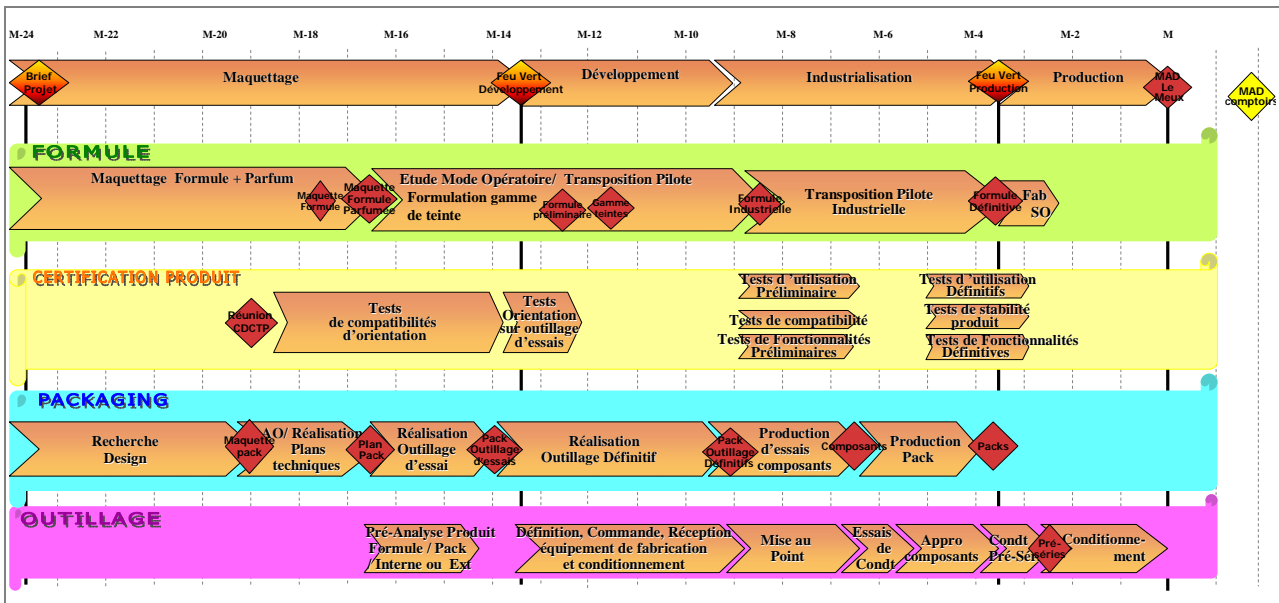 M-24 M-22 M-20 M-18 M-16 M-14 M-12 M-10 M-8 M-6 M-4 M-2 M
Brief
Projet
Maquettage
Feu Vert
Développement
Développement
Industrialisation
Feu Vert
Production
Production
MAD
Le
Meux
MAD
comptoirs
FORMULE
Maquettage Formule + Parfum
Maquette
Formule
Maquette
Formule
Parfumée
Etude Mode Opératoire/ Transposition Pilote
Formulation gamme
de teinte
Formule
préliminaire
Gamme
teintes
Formule
Industrielle
Transposition Pilote
Industrielle
Formule
Définitive
Fab
SO
CERTIFICATION PRODUIT
Réunion
CDCTP
Tests
de compatibilités
d'orientation
Tests
Orientation
sur outillage
d'essais
Tests d 'utilisation
Préliminaire
Tests de compatibilité
Tests de Fonctionnalités
Préliminaires
Tests d 'utilisation
Définitifs
Tests de stabilité
produit
Tests de Fonctionnalités
Définitives
PACKAGING
Recherche
Design
Maquette
pack
AO/ Réalisation
Plans
techniques
Plan
Pack
Réalisation
Outillage
d'essai
Pack
Outillage
d'essais
Réalisation
Outillage Définitif
Pack
Outillage
Définitifs
Production
d'essais
composants
Composants
Production
Pack
Packs
OUTILLAGE
Pré-Analyse Produit
Formule / Pack
Interne ou Ext
Définition, Commande, Réception
équipement de fabrication
et conditionnement
Mise au
Point
Essais
de
Condt
Appro
composants
Condt
Pré-Séri
Pré-
séries
Conditionne-
ment